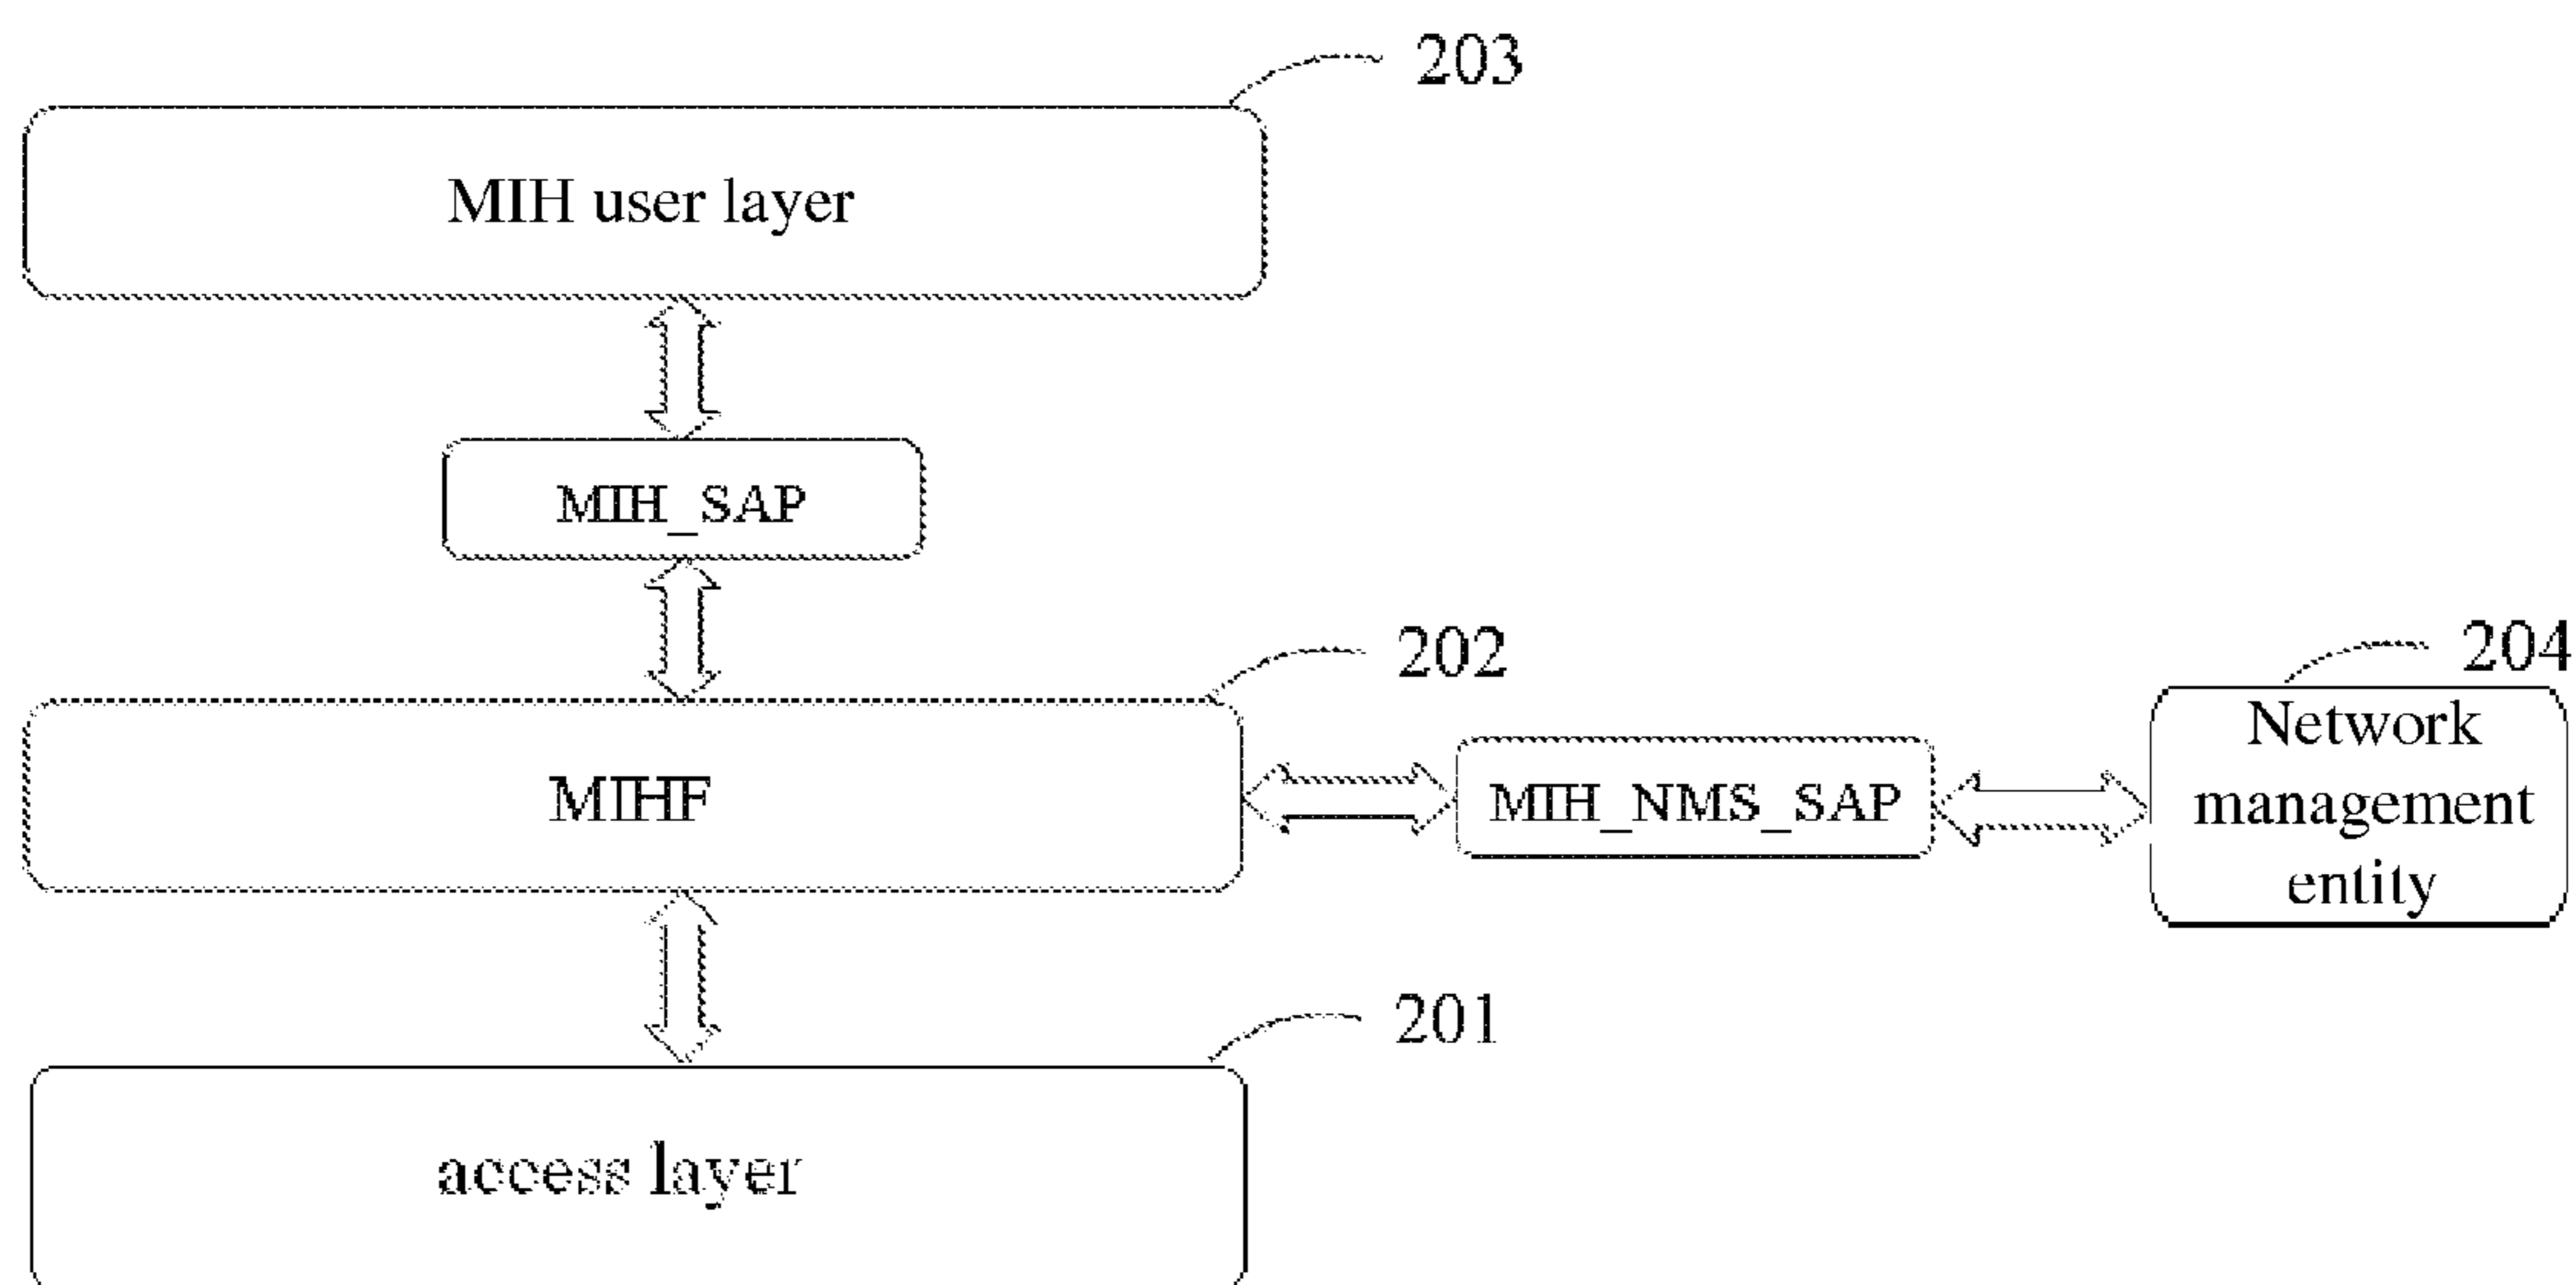 203
MIH user layer
MIH_SAP
202
204
MIHF
MIH_NMS_SAP
Network
management
entity
201
access layer